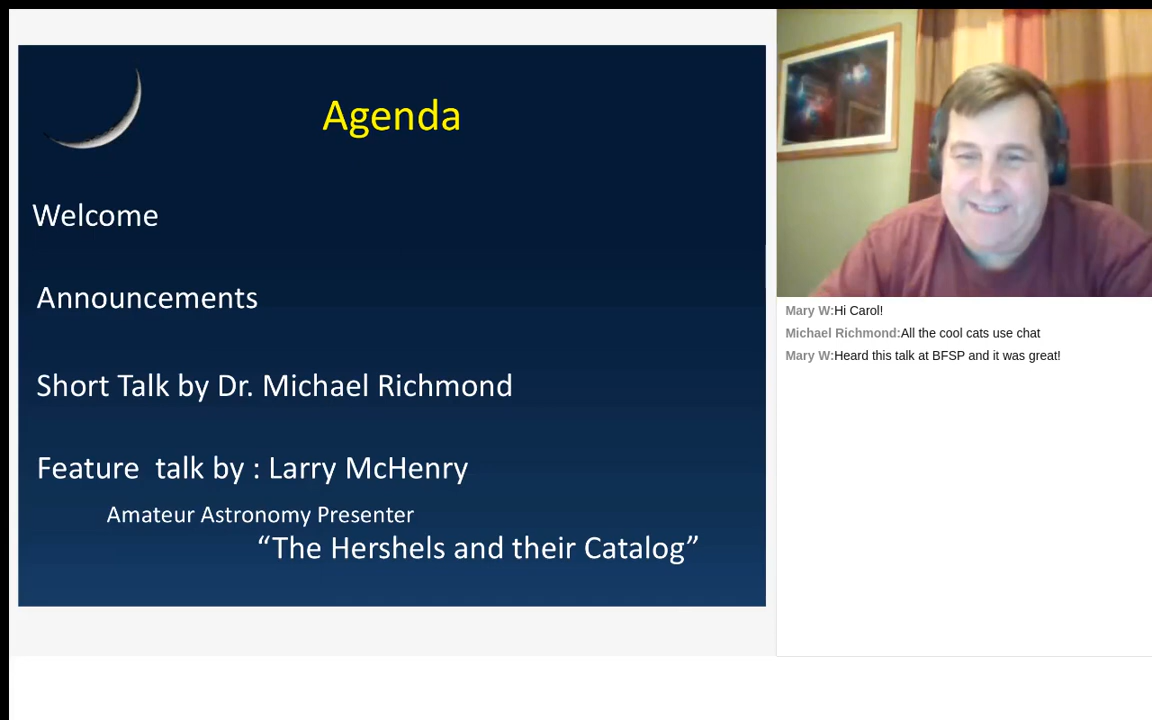 Agenda
Welcome
Announcements
Short Talk by Dr. Michael Richmond
Feature  talk by : Larry McHenry
Amateur Astronomy Presenter
“The Hershels and their Catalog”
Mary W:Hi Carol!
Michael Richmond:All the cool cats use chat
Mary W:Heard this talk at BFSP and it was great!